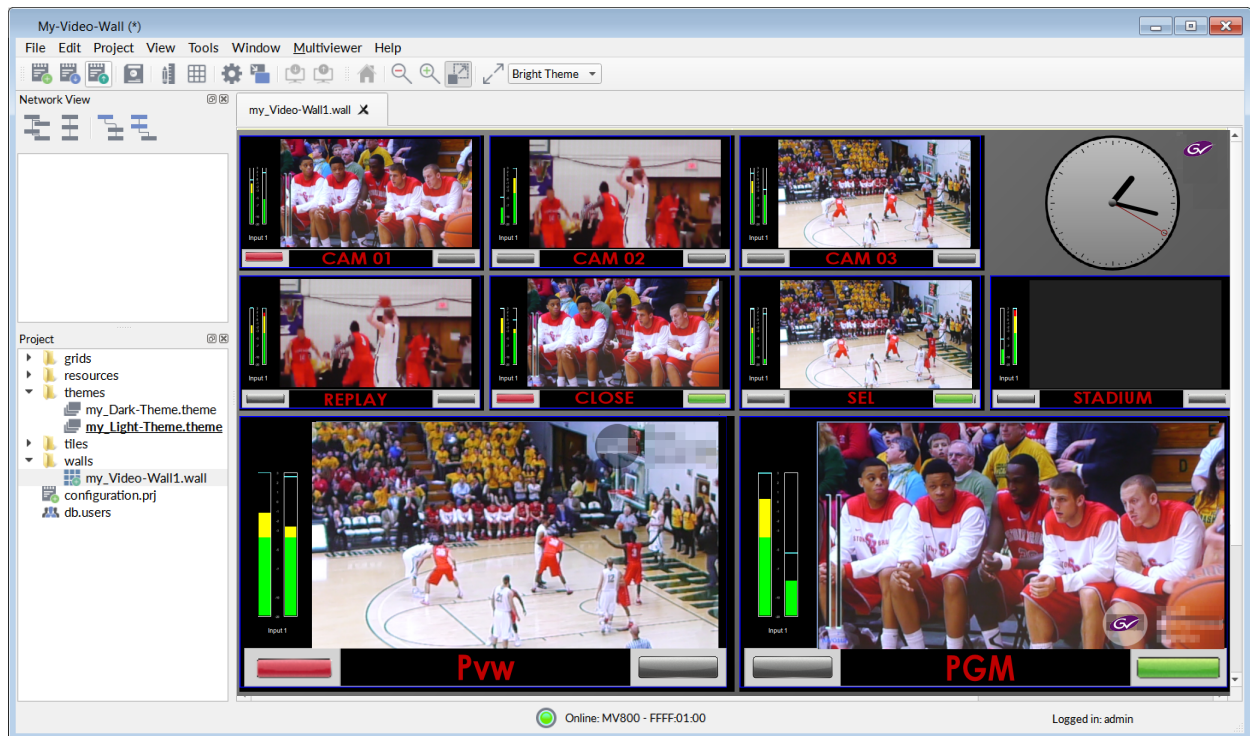 My-Video-Wall (*)
File Edit Project View Tools Window Multiviewer Help
Bright Theme
Network View
my_Video-Wall1.wall
Input 1
CAM 01
Input 1
CAM 02
Input 1
CAM 03
GV
Input 1
REPLAY
Input 1
CLOSE
Input 1
SEL
Input 1
STADIUM
Project
grids
resources
themes
my_Dark-Theme.theme
my_Light-Theme.theme
tiles
walls
my_Video-Wall1.wall
configuration.prj
db.users
Input 1
Pvw
Input 1
GV
PGM
Online: MV800 - FFFF:01:00
Logged in: admin